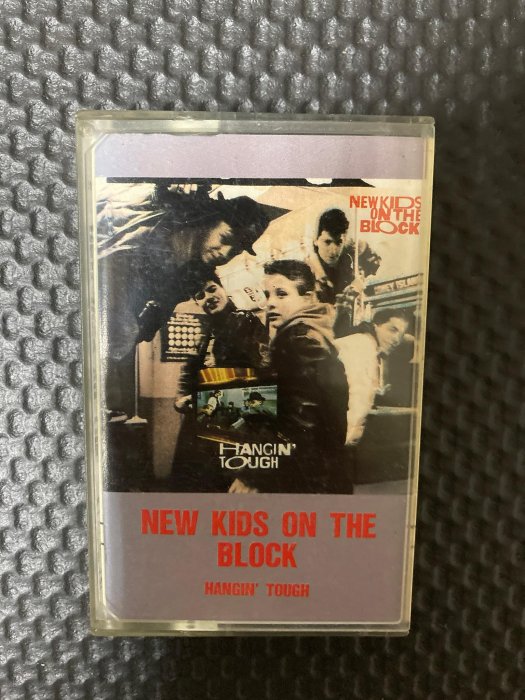 NEW KIDS
ON THE
BLOCK
HANGIN'
TOUGH
NEW KIDS ON THE
BLOCK
HANGIN' TOUGH